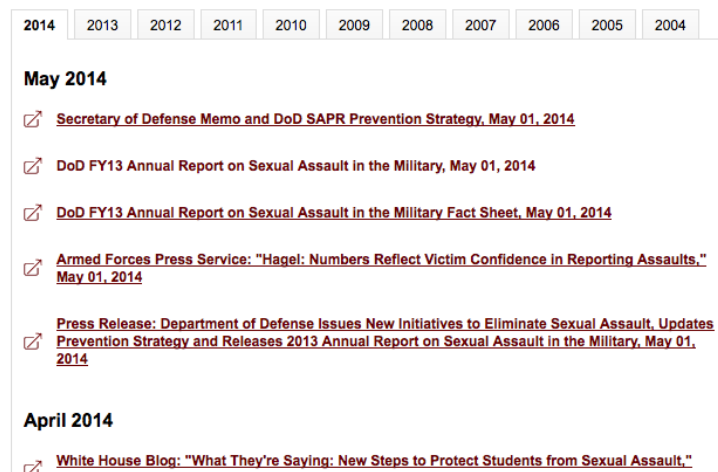 2014 2013 2012 2011 2010 2009 2008 2007 2006 2005 2004
May 2014
Secretary of Defense Memo and DoD SAPR Prevention Strategy, May 01, 2014
DoD FY13 Annual Report on Sexual Assault in the Military, May 01, 2014
DoD FY13 Annual Report on Sexual Assault in the Military Fact Sheet, May 01, 2014
Armed Forces Press Service: "Hagel: Numbers Reflect Victim Confidence in Reporting Assaults,"
May 01, 2014
Press Release: Department of Defense Issues New Initiatives to Eliminate Sexual Assault, Updates
Prevention Strategy and Releases 2013 Annual Report on Sexual Assault in the Military, May 01,
2014
April 2014
White House Blog: "What They're Saying: New Steps to Protect Students from Sexual Assault,"